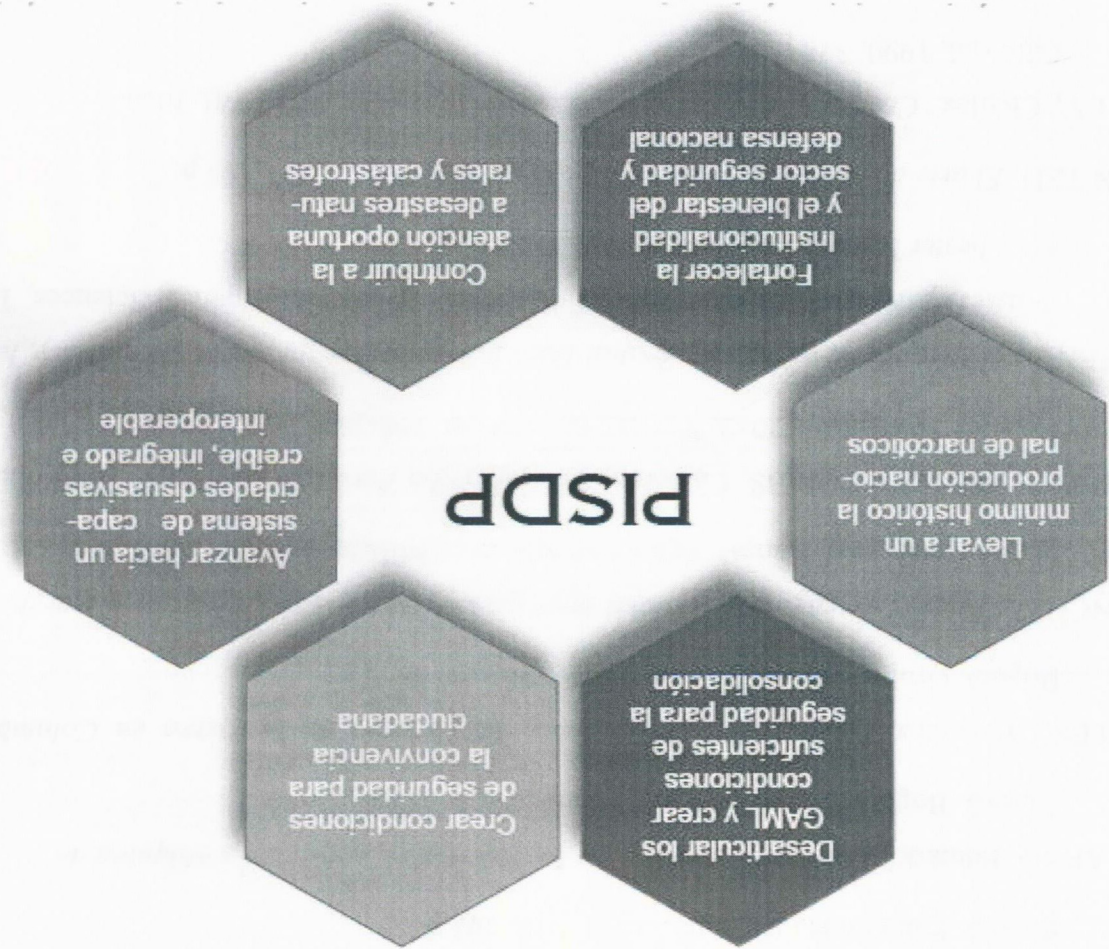 Desarticular los
GAML y crear
condiciones
suficientes de
seguridad para la
consolidación
Crear condiciones
de seguridad para
la convivencia
ciudadana
Llevar a un
mínimo histórico la
producción nacio-
nal de narcóticos
PISDP
Avanzar hacia un
sistema de capa-
cidades disuasivas
creíble, integrado e
interoperable
Fortalecer la
Institucionalidad
y el bienestar del
sector seguridad y
defensa nacional
Contribuir a la
atención oportuna
a desastres natu-
rales y catástrofes